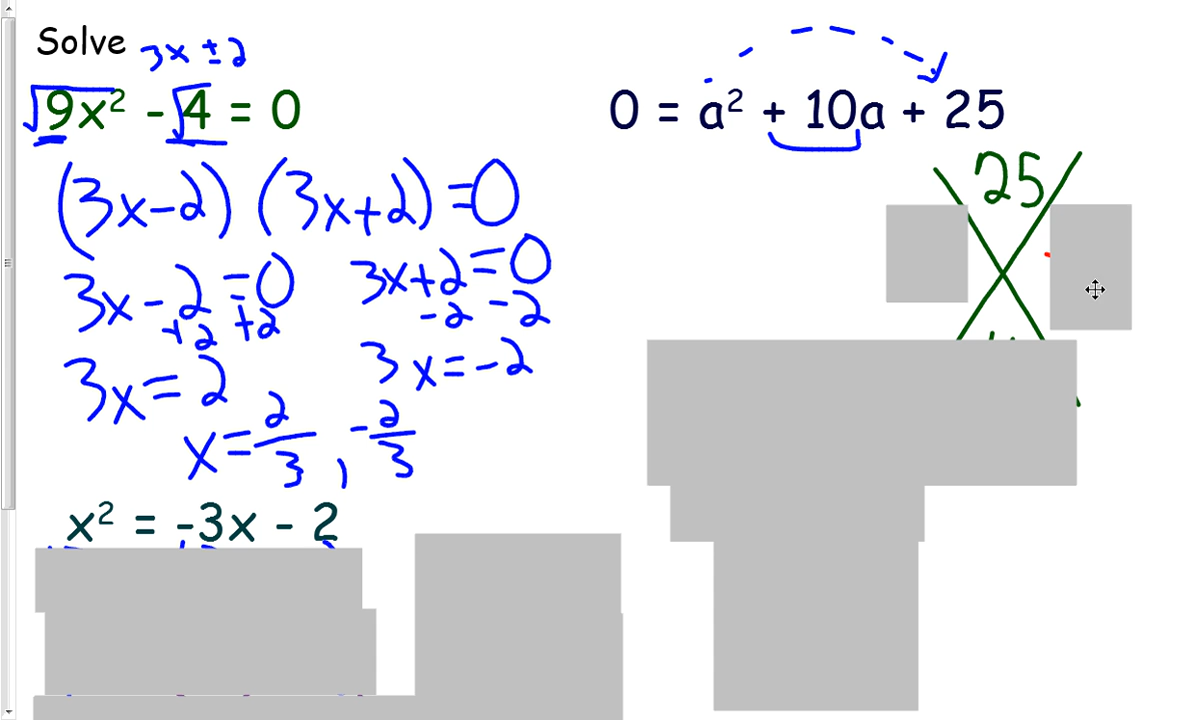 Solve
3x ± 2
√9x² - √4 = 0
(3x-2)(3x+2)=0
3x-2=0
+2 +2
3x=2
3x+2=0
-2 -2
3x=-2
x=2/3, -2/3
x² = -3x - 2
0 = a² + 10a + 25
25